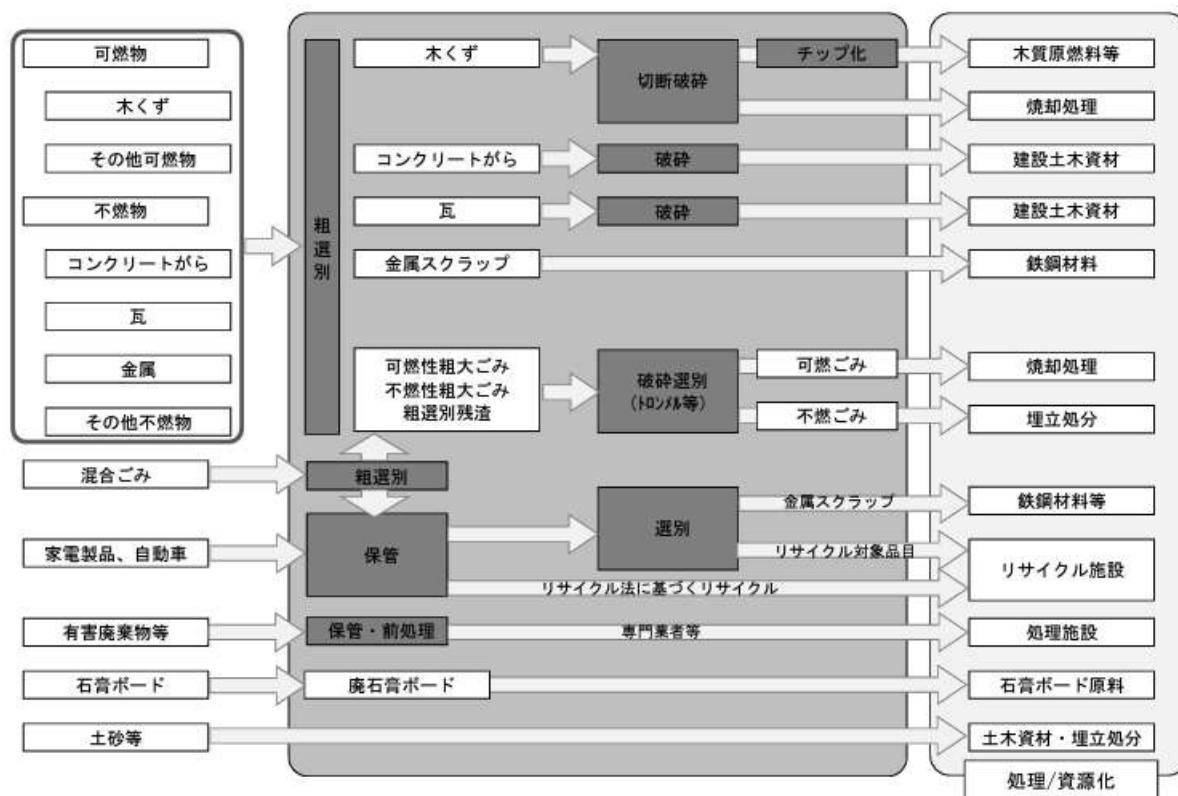 可燃物
木くず
その他可燃物
不燃物
コンクリートがら
瓦
金属
その他不燃物
混合ごみ
家電製品、自動車
有害廃棄物等
石膏ボード
土砂等
粗選別
木くず
切断破砕
チップ化
コンクリートがら
破砕
瓦
破砕
金属スクラップ
可燃性粗大ごみ
不燃性粗大ごみ
粗選別残渣
破砕選別
(トロンメル等)
可燃ごみ
不燃ごみ
粗選別
保管
選別
金属スクラップ
リサイクル対象品目
リサイクル法に基づくリサイクル
保管・前処理
専門業者等
廃石膏ボード
木質原燃料等
焼却処理
建設土木資材
建設土木資材
鉄鋼材料
焼却処理
埋立処分
鉄鋼材料等
リサイクル施設
処理施設
石膏ボード原料
土木資材・埋立処分
処理/資源化